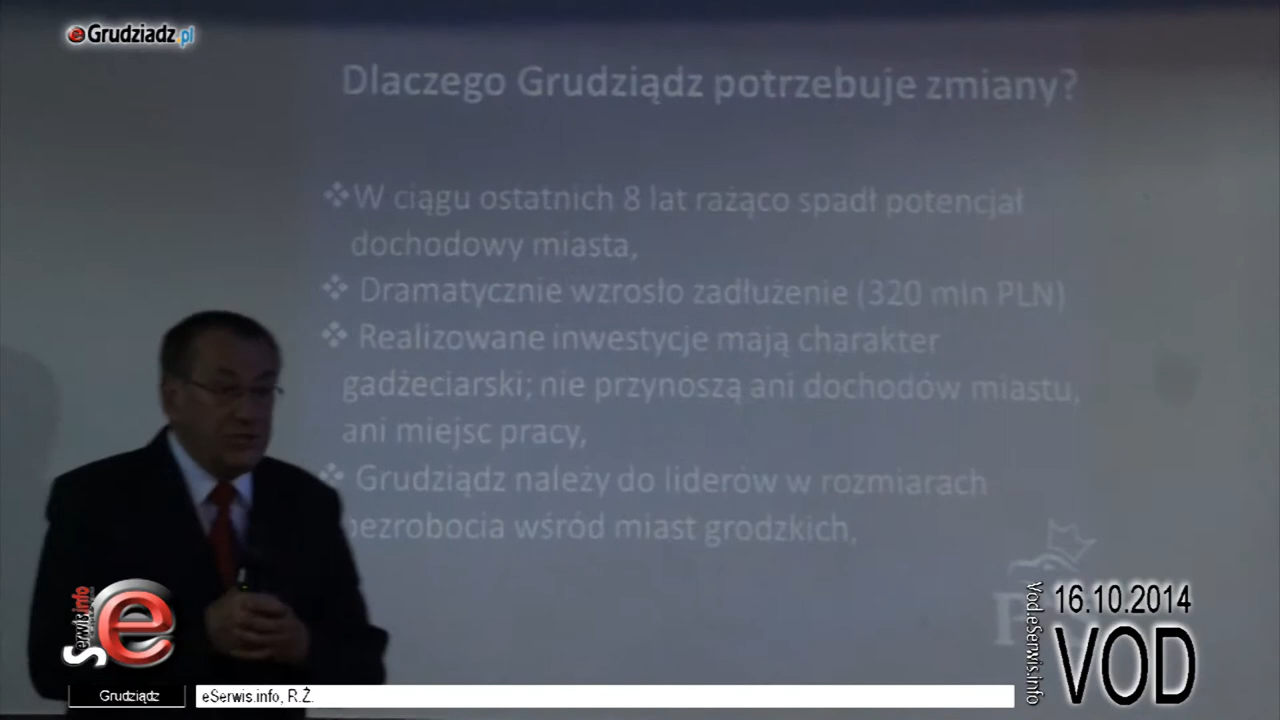 eGrudziadz.pl
Dlaczego Grudziądz potrzebuje zmiany?
W ciągu ostatnich 8 lat rażąco spadł potencjał
dochodowy miasta,
Dramatycznie wzrosło zadłużenie (320 mln PLN)
Realizowane inwestycje mają charakter
gadżeciarski; nie przynoszą ani dochodów miastu,
ani miejsc pracy,
Grudziądz należy do liderów w rozmiarach
bezrobocia wśród miast grodzkich,
e
Serwis.info
Vod.eSerwis.info
16.10.2014
VOD
Grudziądz
eSerwis.info, R.Ż.